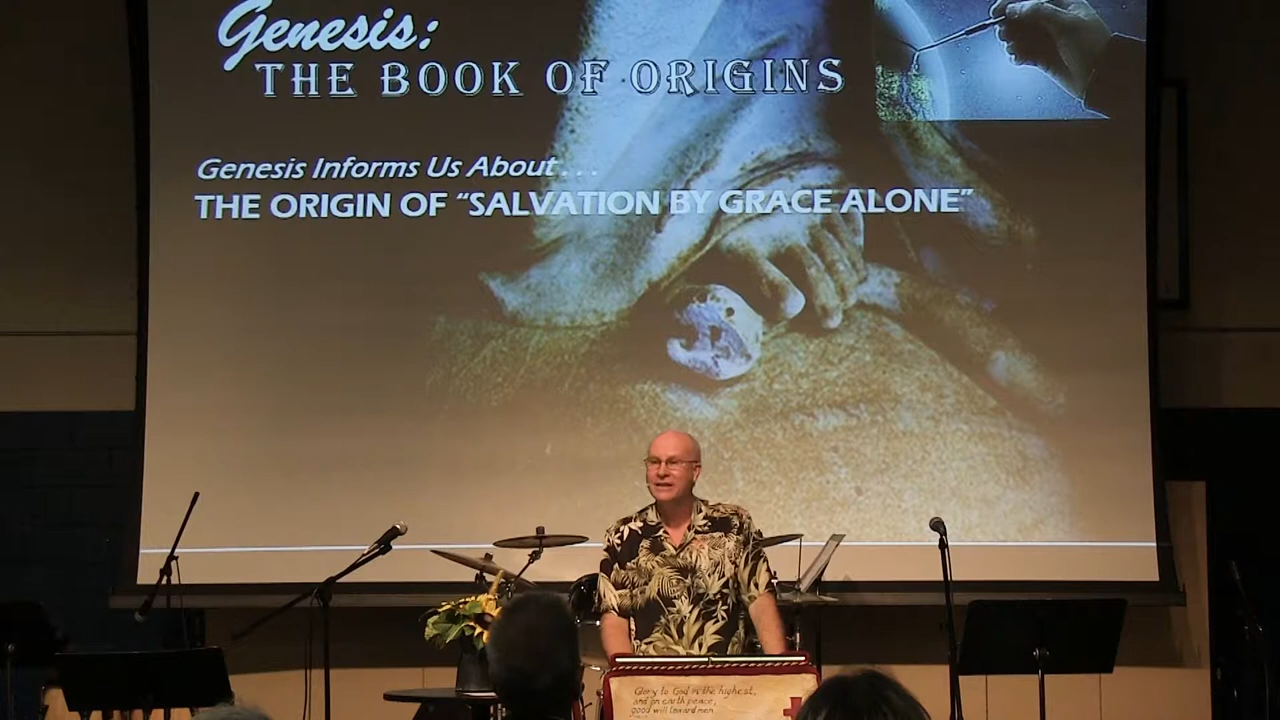 Genesis:
THE BOOK OF ORIGINS
Genesis Informs Us About . . .
THE ORIGIN OF “SALVATION BY GRACE ALONE”
Glory to God in the highest,
and on earth peace,
good will toward men